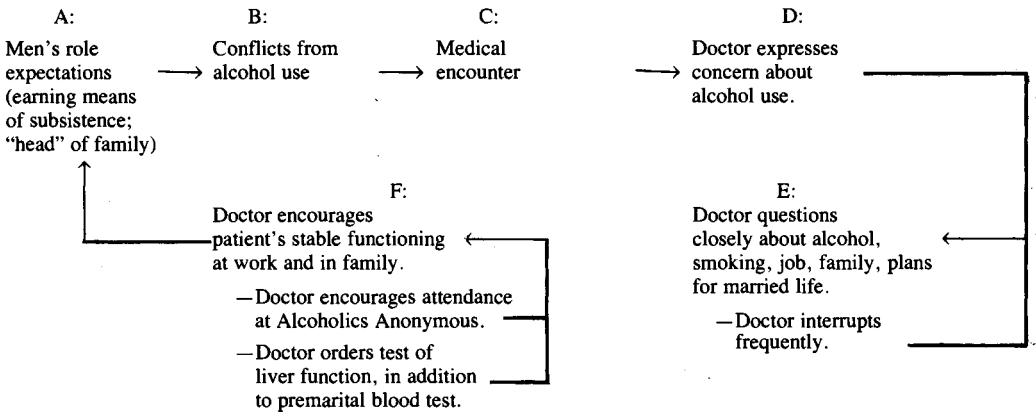 A:
Men’s role
expectations
(earning means
of subsistence;
“head” of family)
B:
Conflicts from
alcohol use
C:
Medical
encounter
D:
Doctor expresses
concern about
alcohol use.
E:
Doctor questions
closely about alcohol,
smoking, job, family, plans
for married life.
—Doctor interrupts
frequently.
F:
Doctor encourages
patient’s stable functioning
at work and in family.
—Doctor encourages attendance
at Alcoholics Anonymous.
—Doctor orders test of
liver function, in addition
to premarital blood test.